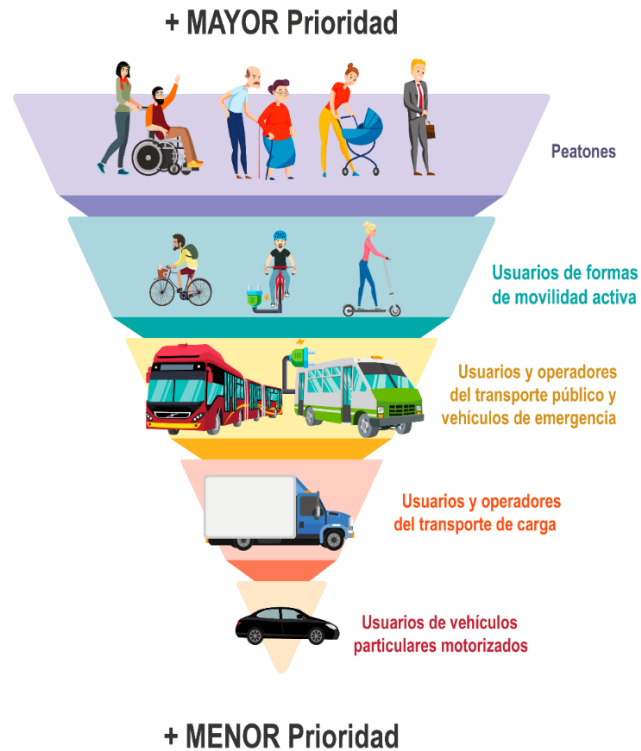 + MAYOR Prioridad
Peatones
Usuarios de formas
de movilidad activa
Usuarios y operadores
del transporte público y
vehículos de emergencia
Usuarios y operadores
del transporte de carga
Usuarios de vehículos
particulares motorizados
+ MENOR Prioridad